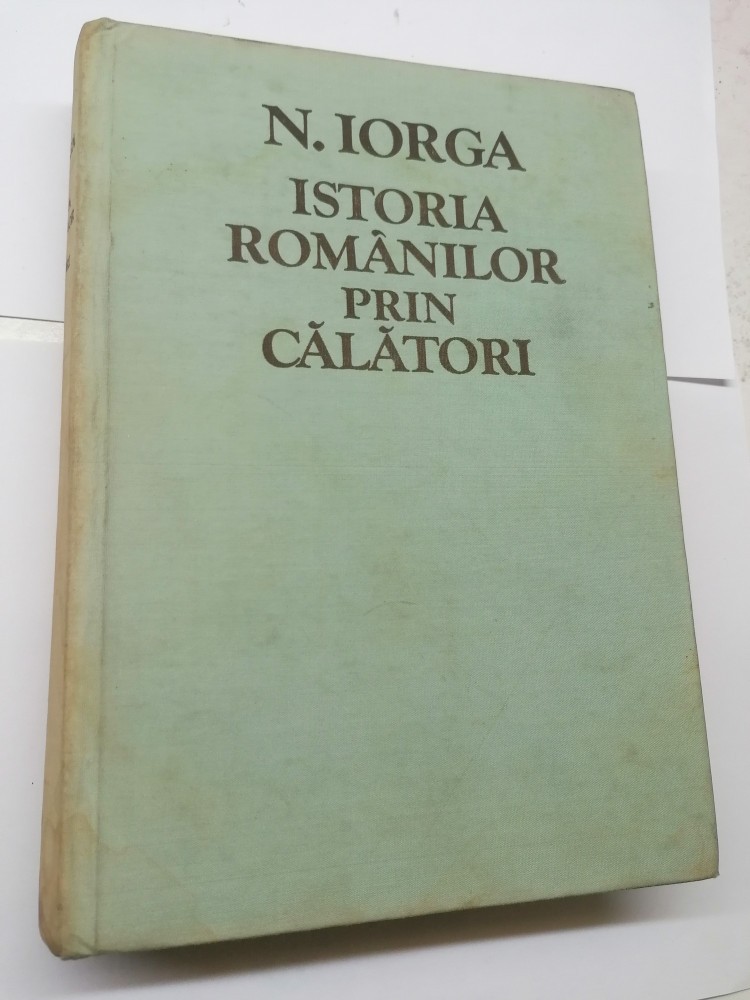 N. IORGA
ISTORIA
ROMÂNILOR
PRIN
CĂLĂTORI